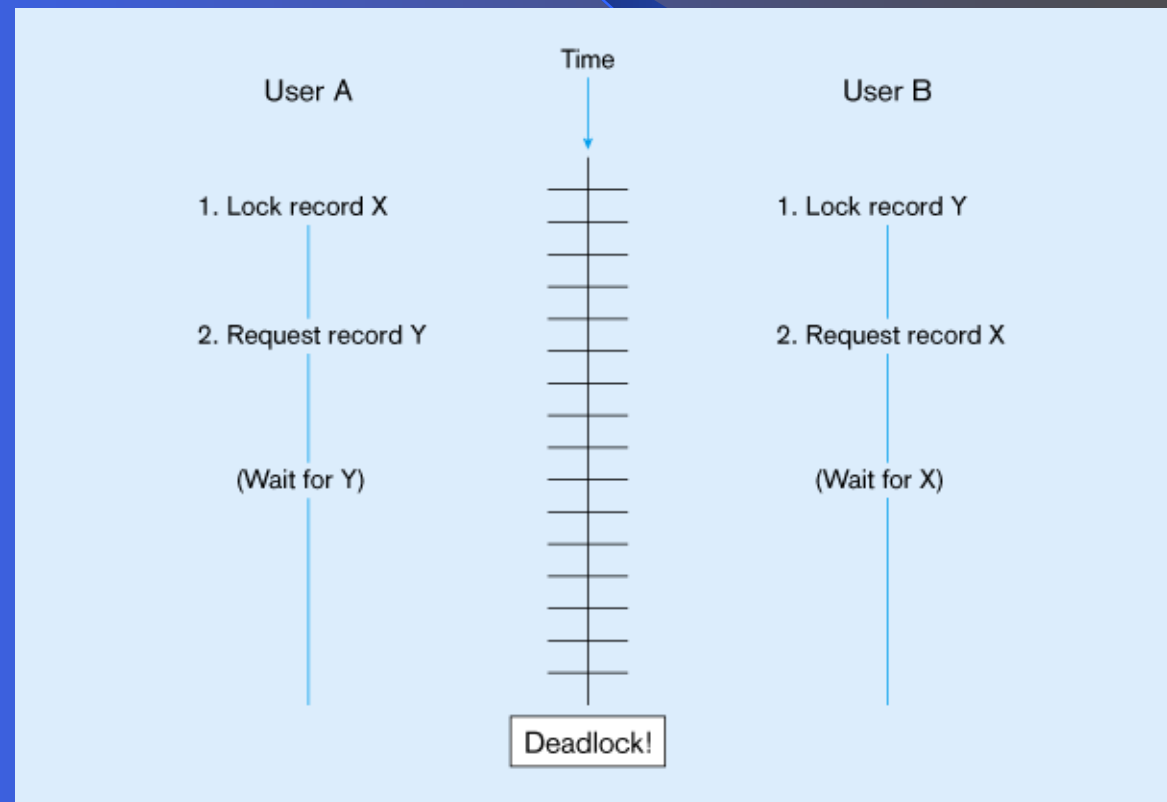 Time
User A
User B
1. Lock record X
1. Lock record Y
2. Request record Y
2. Request record X
(Wait for Y)
(Wait for X)
Deadlock!